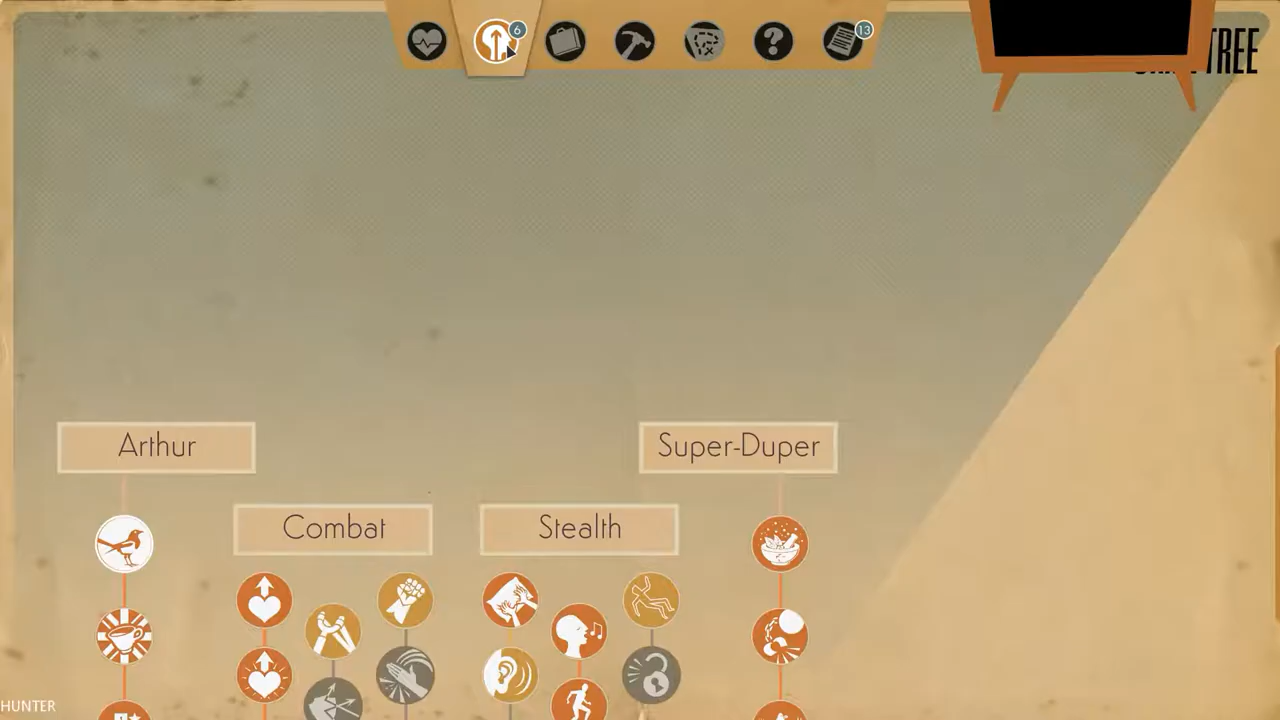 6
13
TREE
Arthur
Super-Duper
Combat
Stealth
HUNTER